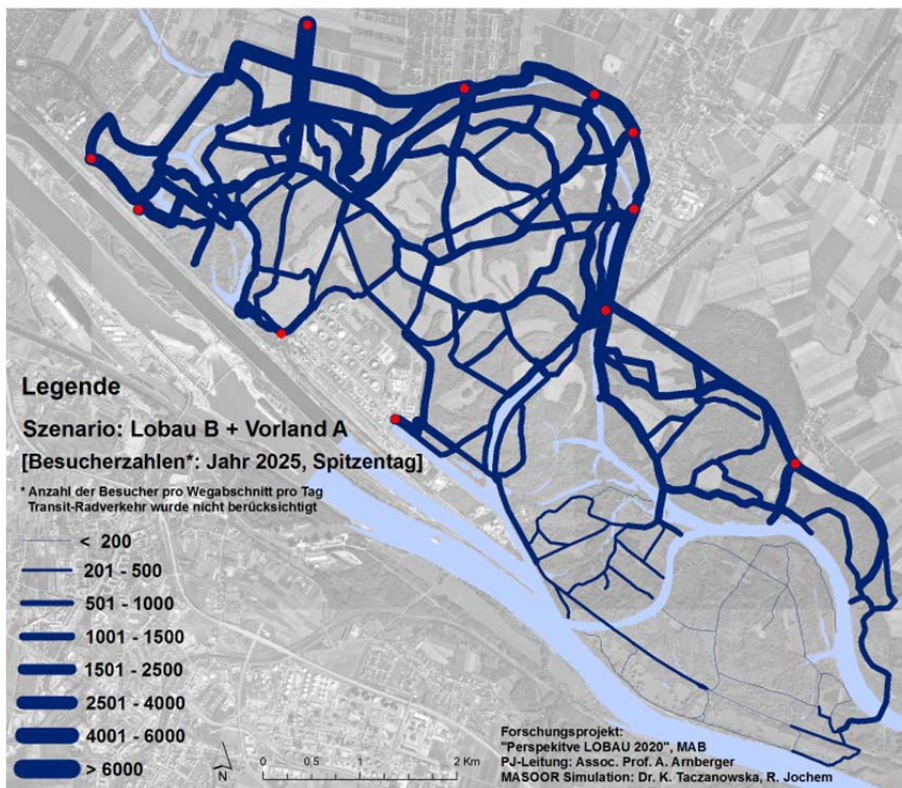 Legende
Szenario: Lobau B + Vorland A
[Besucherzahlen*: Jahr 2025, Spitzentag]
* Anzahl der Besucher pro Wegabschnitt pro Tag
Transit-Radverkehr wurde nicht berücksichtigt
< 200
201 - 500
501 - 1000
1001 - 1500
1501 - 2500
2501 - 4000
4001 - 6000
> 6000
N
0 0.5 1 2 Km
Forschungsprojekt:
"Perspekitve LOBAU 2020", MAB
PJ-Leitung: Assoc. Prof. A. Arnberger
MASOOR Simulation: Dr. K. Taczanowska, R. Jochem